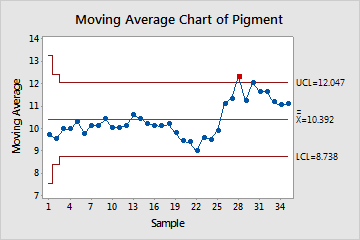 Moving Average Chart of Pigment
Moving Average
14
13
12
11
10
9
8
7
UCL=12.047
X̿=10.392
LCL=8.738
1 4 7 10 13 16 19 22 25 28 31 34
Sample